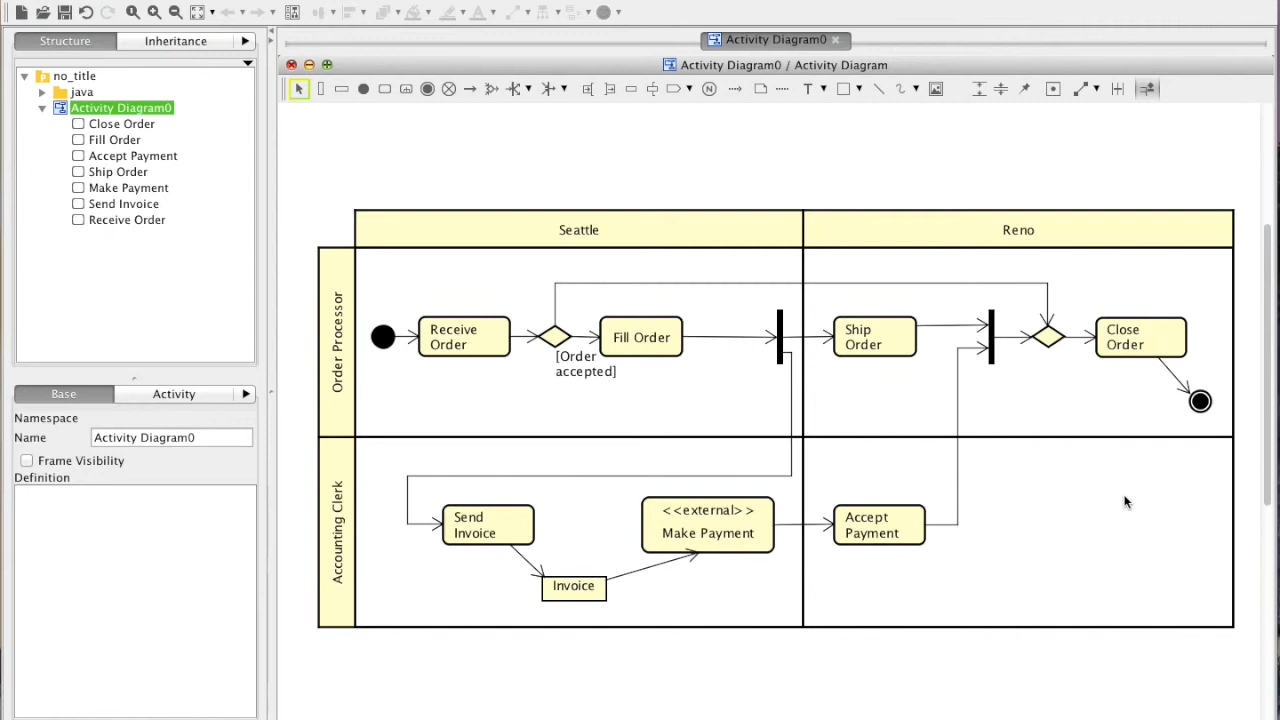 Structure
Inheritance
Activity Diagram0
Activity Diagram0 / Activity Diagram
no_title
java
Activity Diagram0
Close Order
Fill Order
Accept Payment
Ship Order
Make Payment
Send Invoice
Receive Order
Base
Activity
Namespace
Name
Activity Diagram0
Frame Visibility
Definition
Seattle
Reno
Order Processor
Receive
Order
Fill Order
[Order
accepted]
Ship
Order
Close
Order
Accounting Clerk
Send
Invoice
<<external>>
Make Payment
Accept
Payment
Invoice